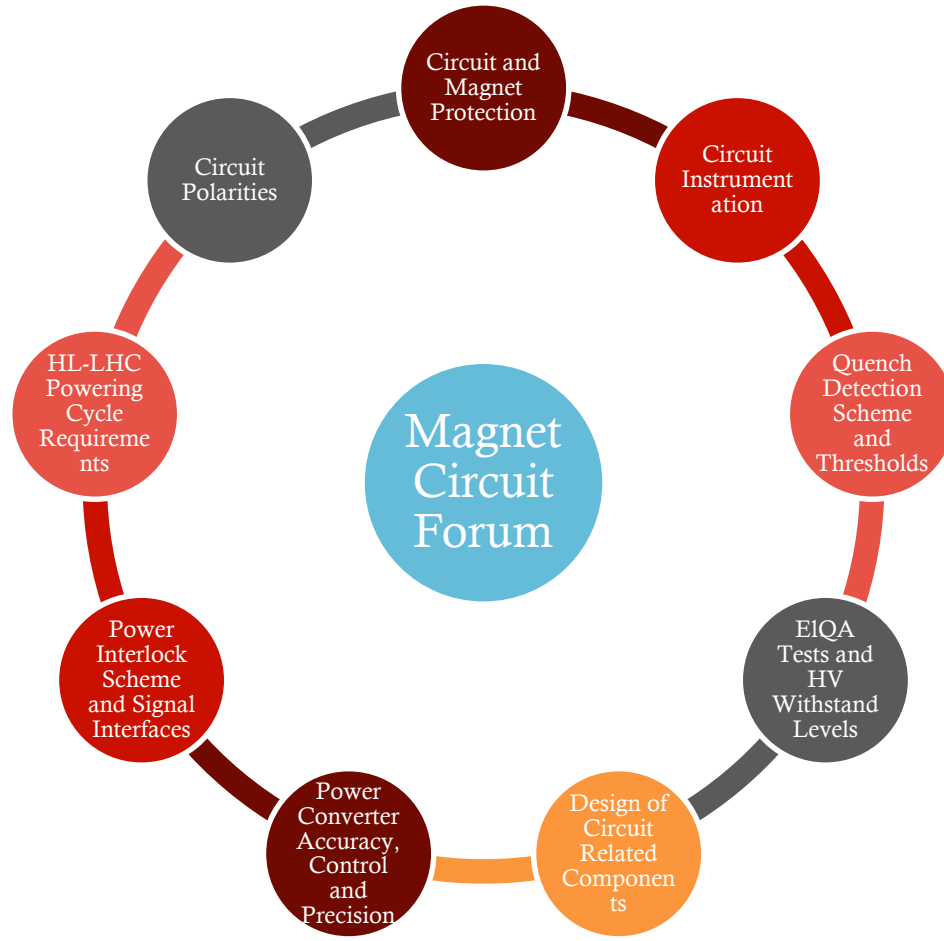 Circuit and
Magnet
Protection
Circuit
Instrument
ation
Quench
Detection
Scheme
and
Thresholds
ElQA
Tests and
HV
Withstand
Levels
Design of
Circuit
Related
Componen
ts
Power
Converter
Accuracy,
Control
and
Precision
Power
Interlock
Scheme
and Signal
Interfaces
HL-LHC
Powering
Cycle
Requireme
nts
Circuit
Polarities
Magnet
Circuit
Forum